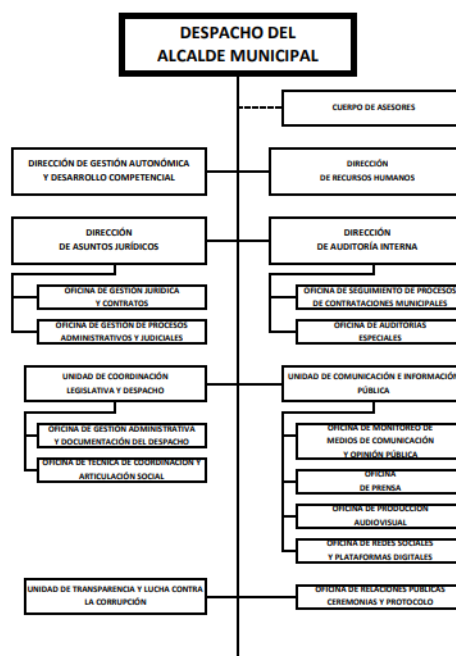 DESPACHO DEL
ALCALDE MUNICIPAL
CUERPO DE ASESORES
DIRECCIÓN DE GESTIÓN AUTONÓMICA
Y DESARROLLO COMPETENCIAL
DIRECCIÓN
DE RECURSOS HUMANOS
DIRECCIÓN
DE ASUNTOS JURÍDICOS
DIRECCIÓN
DE AUDITORÍA INTERNA
OFICINA DE GESTIÓN JURÍDICA
Y CONTRATOS
OFICINA DE SEGUIMIENTO DE PROCESOS
DE CONTRATACIONES MUNICIPALES
OFICINA DE GESTIÓN DE PROCESOS
ADMINISTRATIVOS Y JUDICIALES
OFICINA DE AUDITORÍAS
ESPECIALES
UNIDAD DE COORDINACIÓN
LEGISLATIVA Y DESPACHO
UNIDAD DE COMUNICACIÓN E INFORMACIÓN
PÚBLICA
OFICINA DE GESTIÓN ADMINISTRATIVA
Y DOCUMENTACIÓN DEL DESPACHO
OFICINA DE TÉCNICA DE COORDINACIÓN Y
ARTICULACIÓN SOCIAL
OFICINA DE MONITOREO DE
MEDIOS DE COMUNICACIÓN
Y OPINIÓN PÚBLICA
OFICINA
DE PRENSA
OFICINA DE PRODUCCIÓN
AUDIOVISUAL
OFICINA DE REDES SOCIALES
Y PLATAFORMAS DIGITALES
UNIDAD DE TRANSPARENCIA Y LUCHA CONTRA
LA CORRUPCIÓN
OFICINA DE RELACIONES PÚBLICAS
CEREMONIAS Y PROTOCOLO